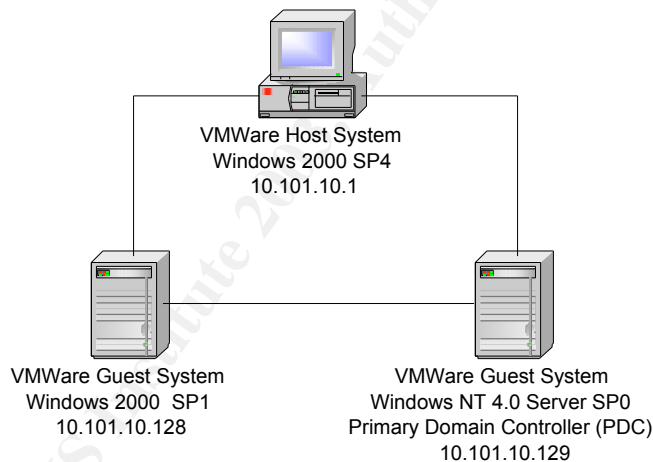 VMWare Host System
Windows 2000 SP4
10.101.10.1
VMWare Guest System
Windows 2000 SP1
10.101.10.128
VMWare Guest System
Windows NT 4.0 Server SP0
Primary Domain Controller (PDC)
10.101.10.129